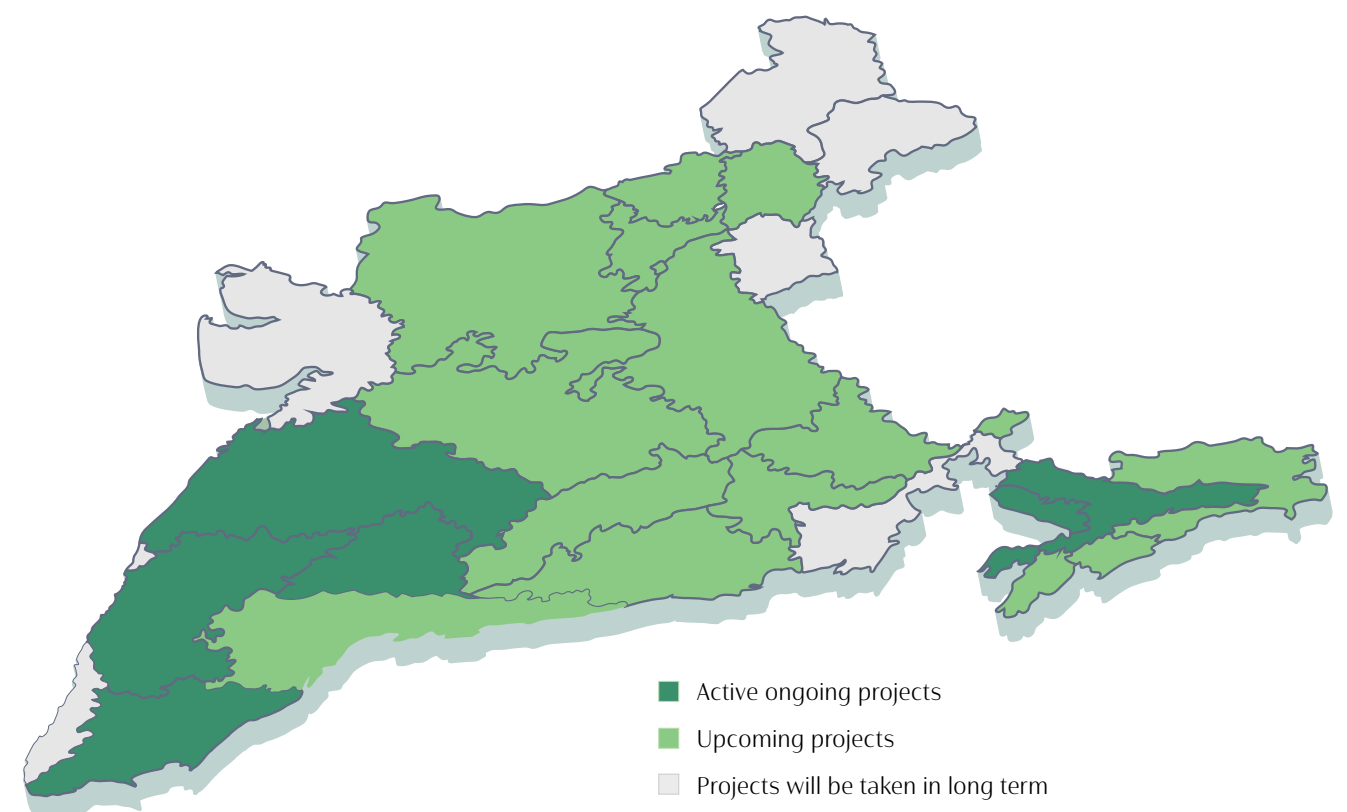 Active ongoing projects
Upcoming projects
Projects will be taken in long term